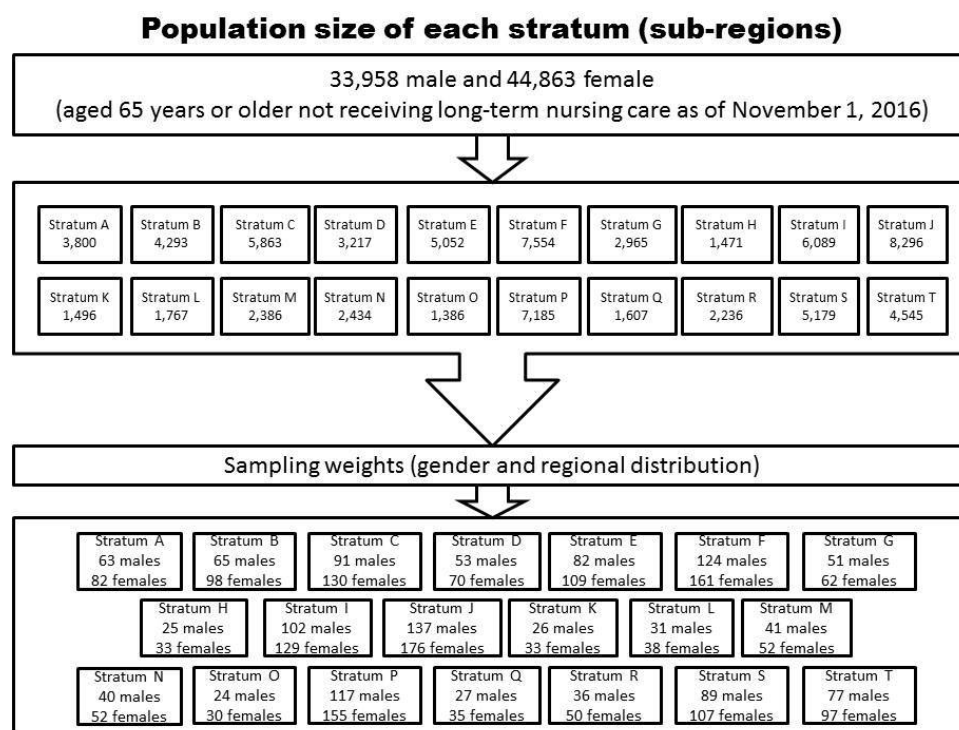 Population size of each stratum (sub-regions)
33,958 male and 44,863 female
(aged 65 years or older not receiving long-term nursing care as of November 1, 2016)
Stratum A
3,800
Stratum B
4,293
Stratum C
5,863
Stratum D
3,217
Stratum E
5,052
Stratum F
7,554
Stratum G
2,965
Stratum H
1,471
Stratum I
6,089
Stratum J
8,296
Stratum K
1,496
Stratum L
1,767
Stratum M
2,386
Stratum N
2,434
Stratum O
1,386
Stratum P
7,185
Stratum Q
1,607
Stratum R
2,236
Stratum S
5,179
Stratum T
4,545
Sampling weights (gender and regional distribution)
Stratum A
63 males
82 females
Stratum B
65 males
98 females
Stratum C
91 males
130 females
Stratum D
53 males
70 females
Stratum E
82 males
109 females
Stratum F
124 males
161 females
Stratum G
51 males
62 females
Stratum H
25 males
33 females
Stratum I
102 males
129 females
Stratum J
137 males
176 females
Stratum K
26 males
33 females
Stratum L
31 males
38 females
Stratum M
41 males
52 females
Stratum N
40 males
52 females
Stratum O
24 males
30 females
Stratum P
117 males
155 females
Stratum Q
27 males
35 females
Stratum R
36 males
50 females
Stratum S
89 males
107 females
Stratum T
77 males
97 females